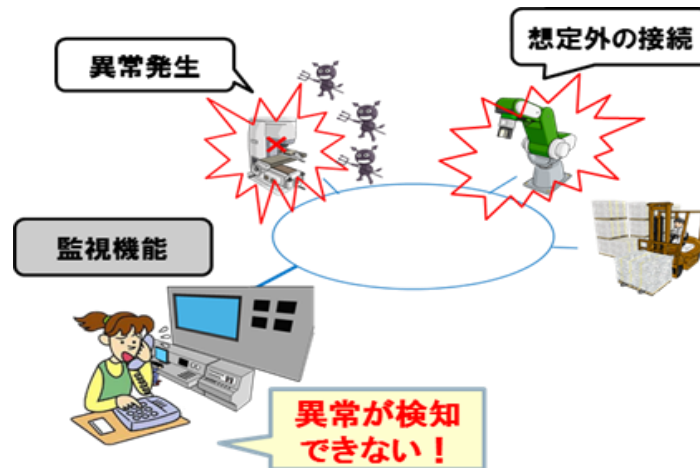 異常発生
想定外の接続
監視機能
異常が検知
できない！